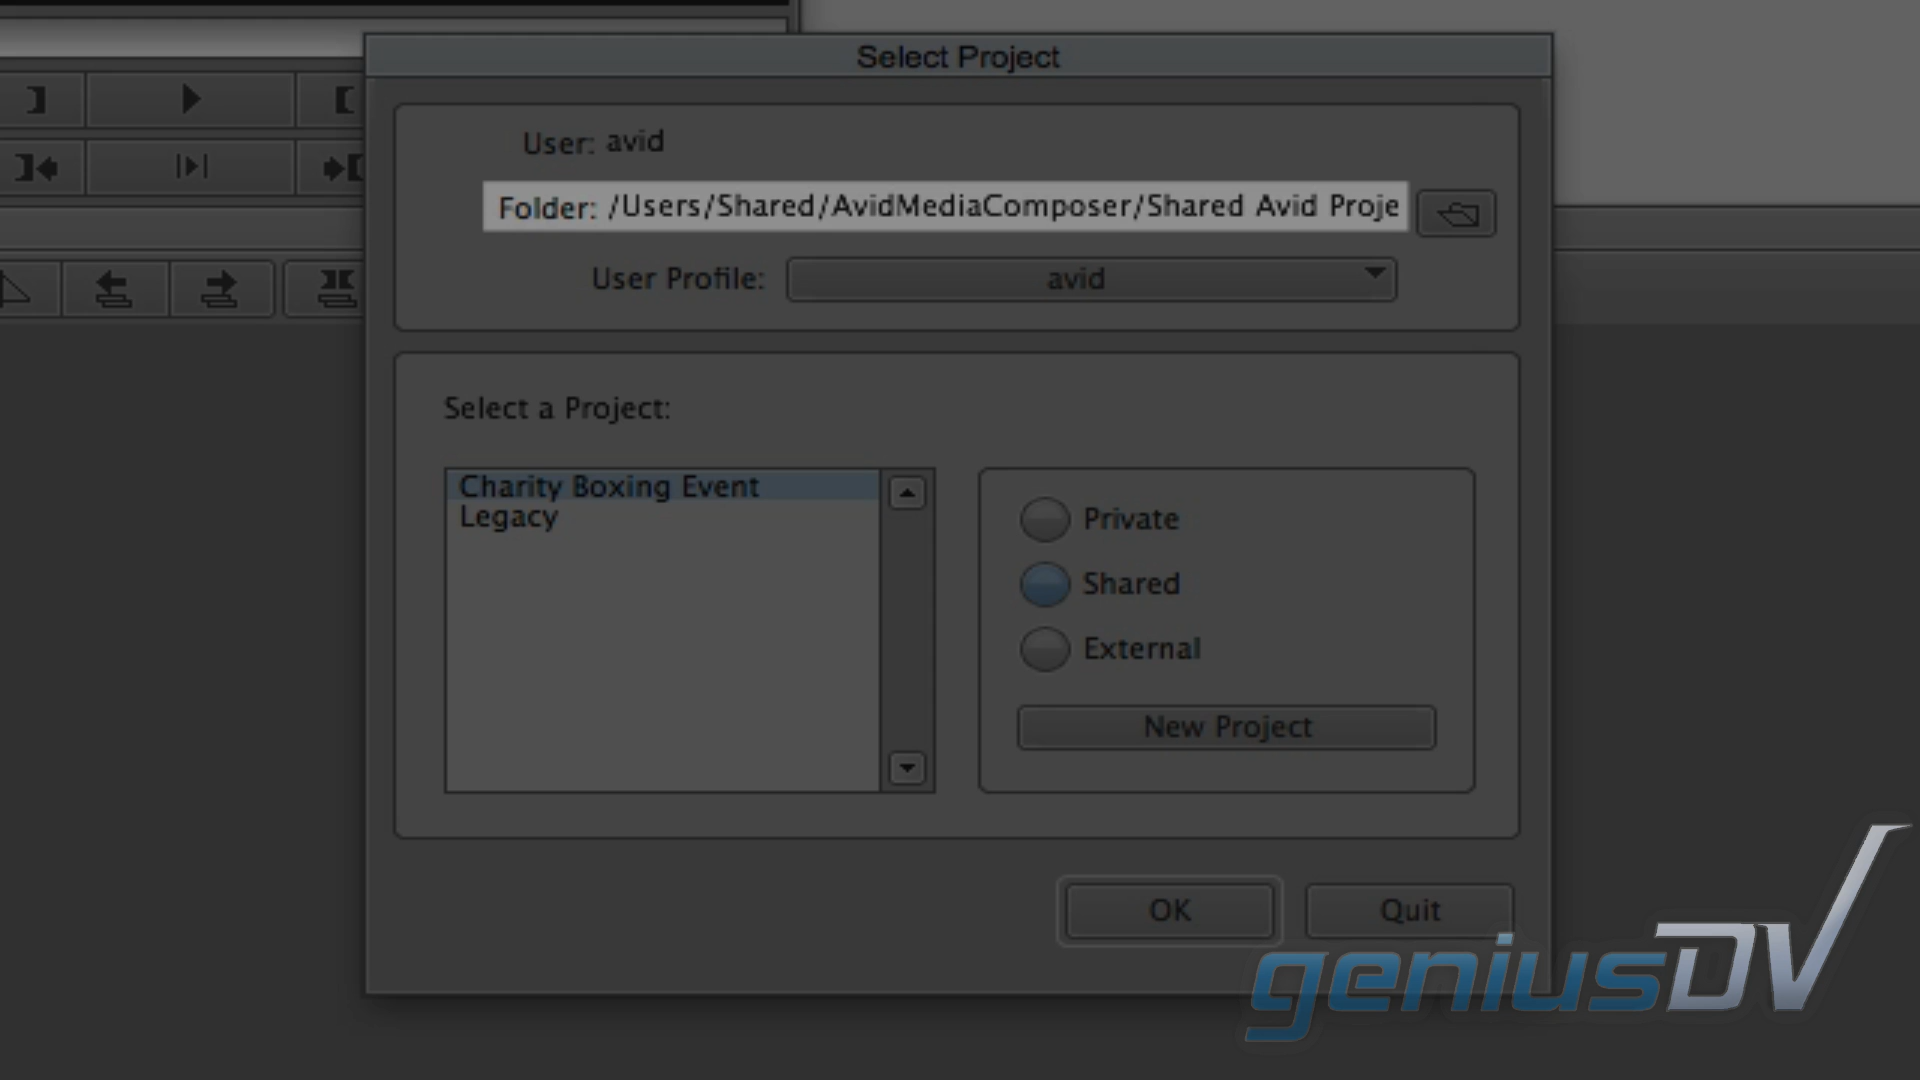 Select Project
User: avid
Folder: /Users/Shared/AvidMediaComposer/Shared Avid Proje
User Profile: avid
Select a Project:
Charity Boxing Event
Legacy
Private
Shared
External
New Project
OK
Quit
geniusDV